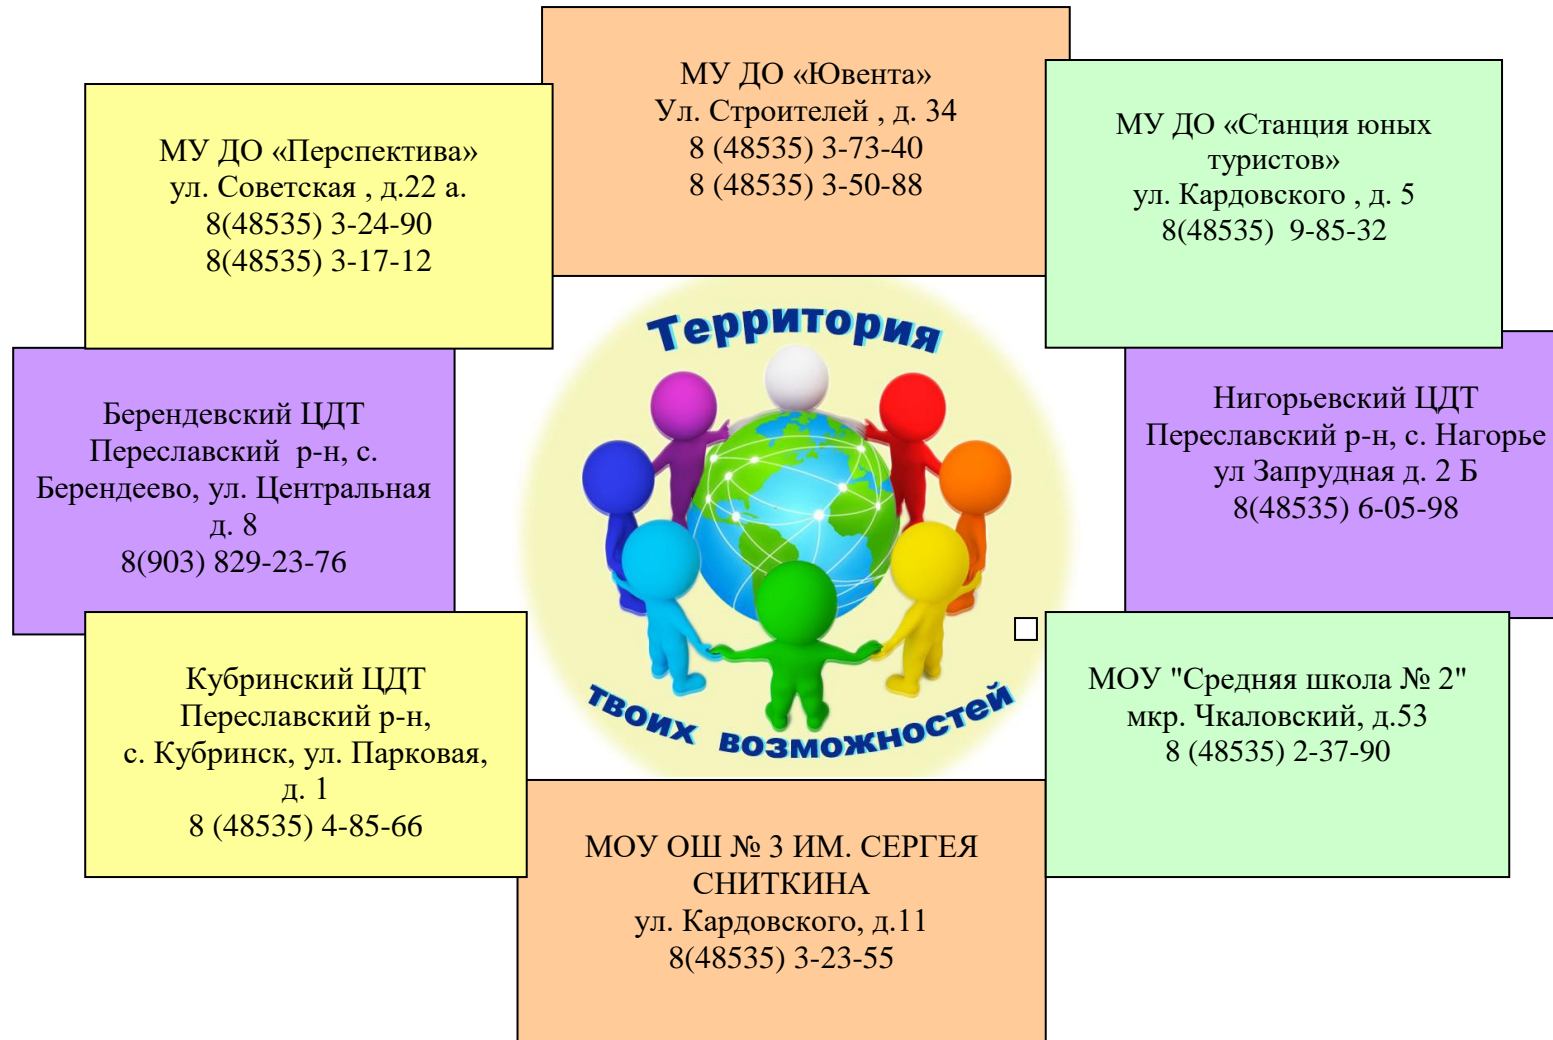 МУ ДО «Ювента»
Ул. Строителей , д. 34
8 (48535) 3-73-40
8 (48535) 3-50-88
МУ ДО «Перспектива»
ул. Советская , д.22 а.
8(48535) 3-24-90
8(48535) 3-17-12
МУ ДО «Станция юных
туристов»
ул. Кардовского , д. 5
8(48535)  9-85-32
Территория
твоих возможностей
Берендевский ЦДТ
Переславский  р-н, с.
Берендеево, ул. Центральная
д. 8
8(903) 829-23-76
Нигорьевский ЦДТ
Переславский р-н, с. Нагорье
ул Запрудная д. 2 Б
8(48535) 6-05-98
Кубринский ЦДТ
Переславский р-н,
с. Кубринск, ул. Парковая,
д. 1
8 (48535) 4-85-66
МОУ "Средняя школа № 2"
мкр. Чкаловский, д.53
8 (48535) 2-37-90
МОУ ОШ № 3 ИМ. СЕРГЕЯ
СНИТКИНА
ул. Кардовского, д.11
8(48535) 3-23-55